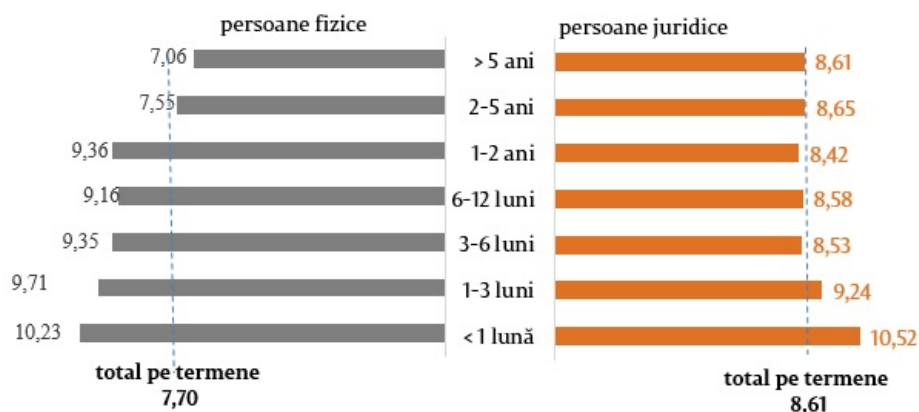 persoane fizice persoane juridice
7,06 > 5 ani 8,61
7,55 2-5 ani 8,65
9,36 1-2 ani 8,42
9,16 6-12 luni 8,58
9,35 3-6 luni 8,53
9,71 1-3 luni 9,24
10,23 <1 lună 10,52
total pe termene total pe termene
7,70 8,61